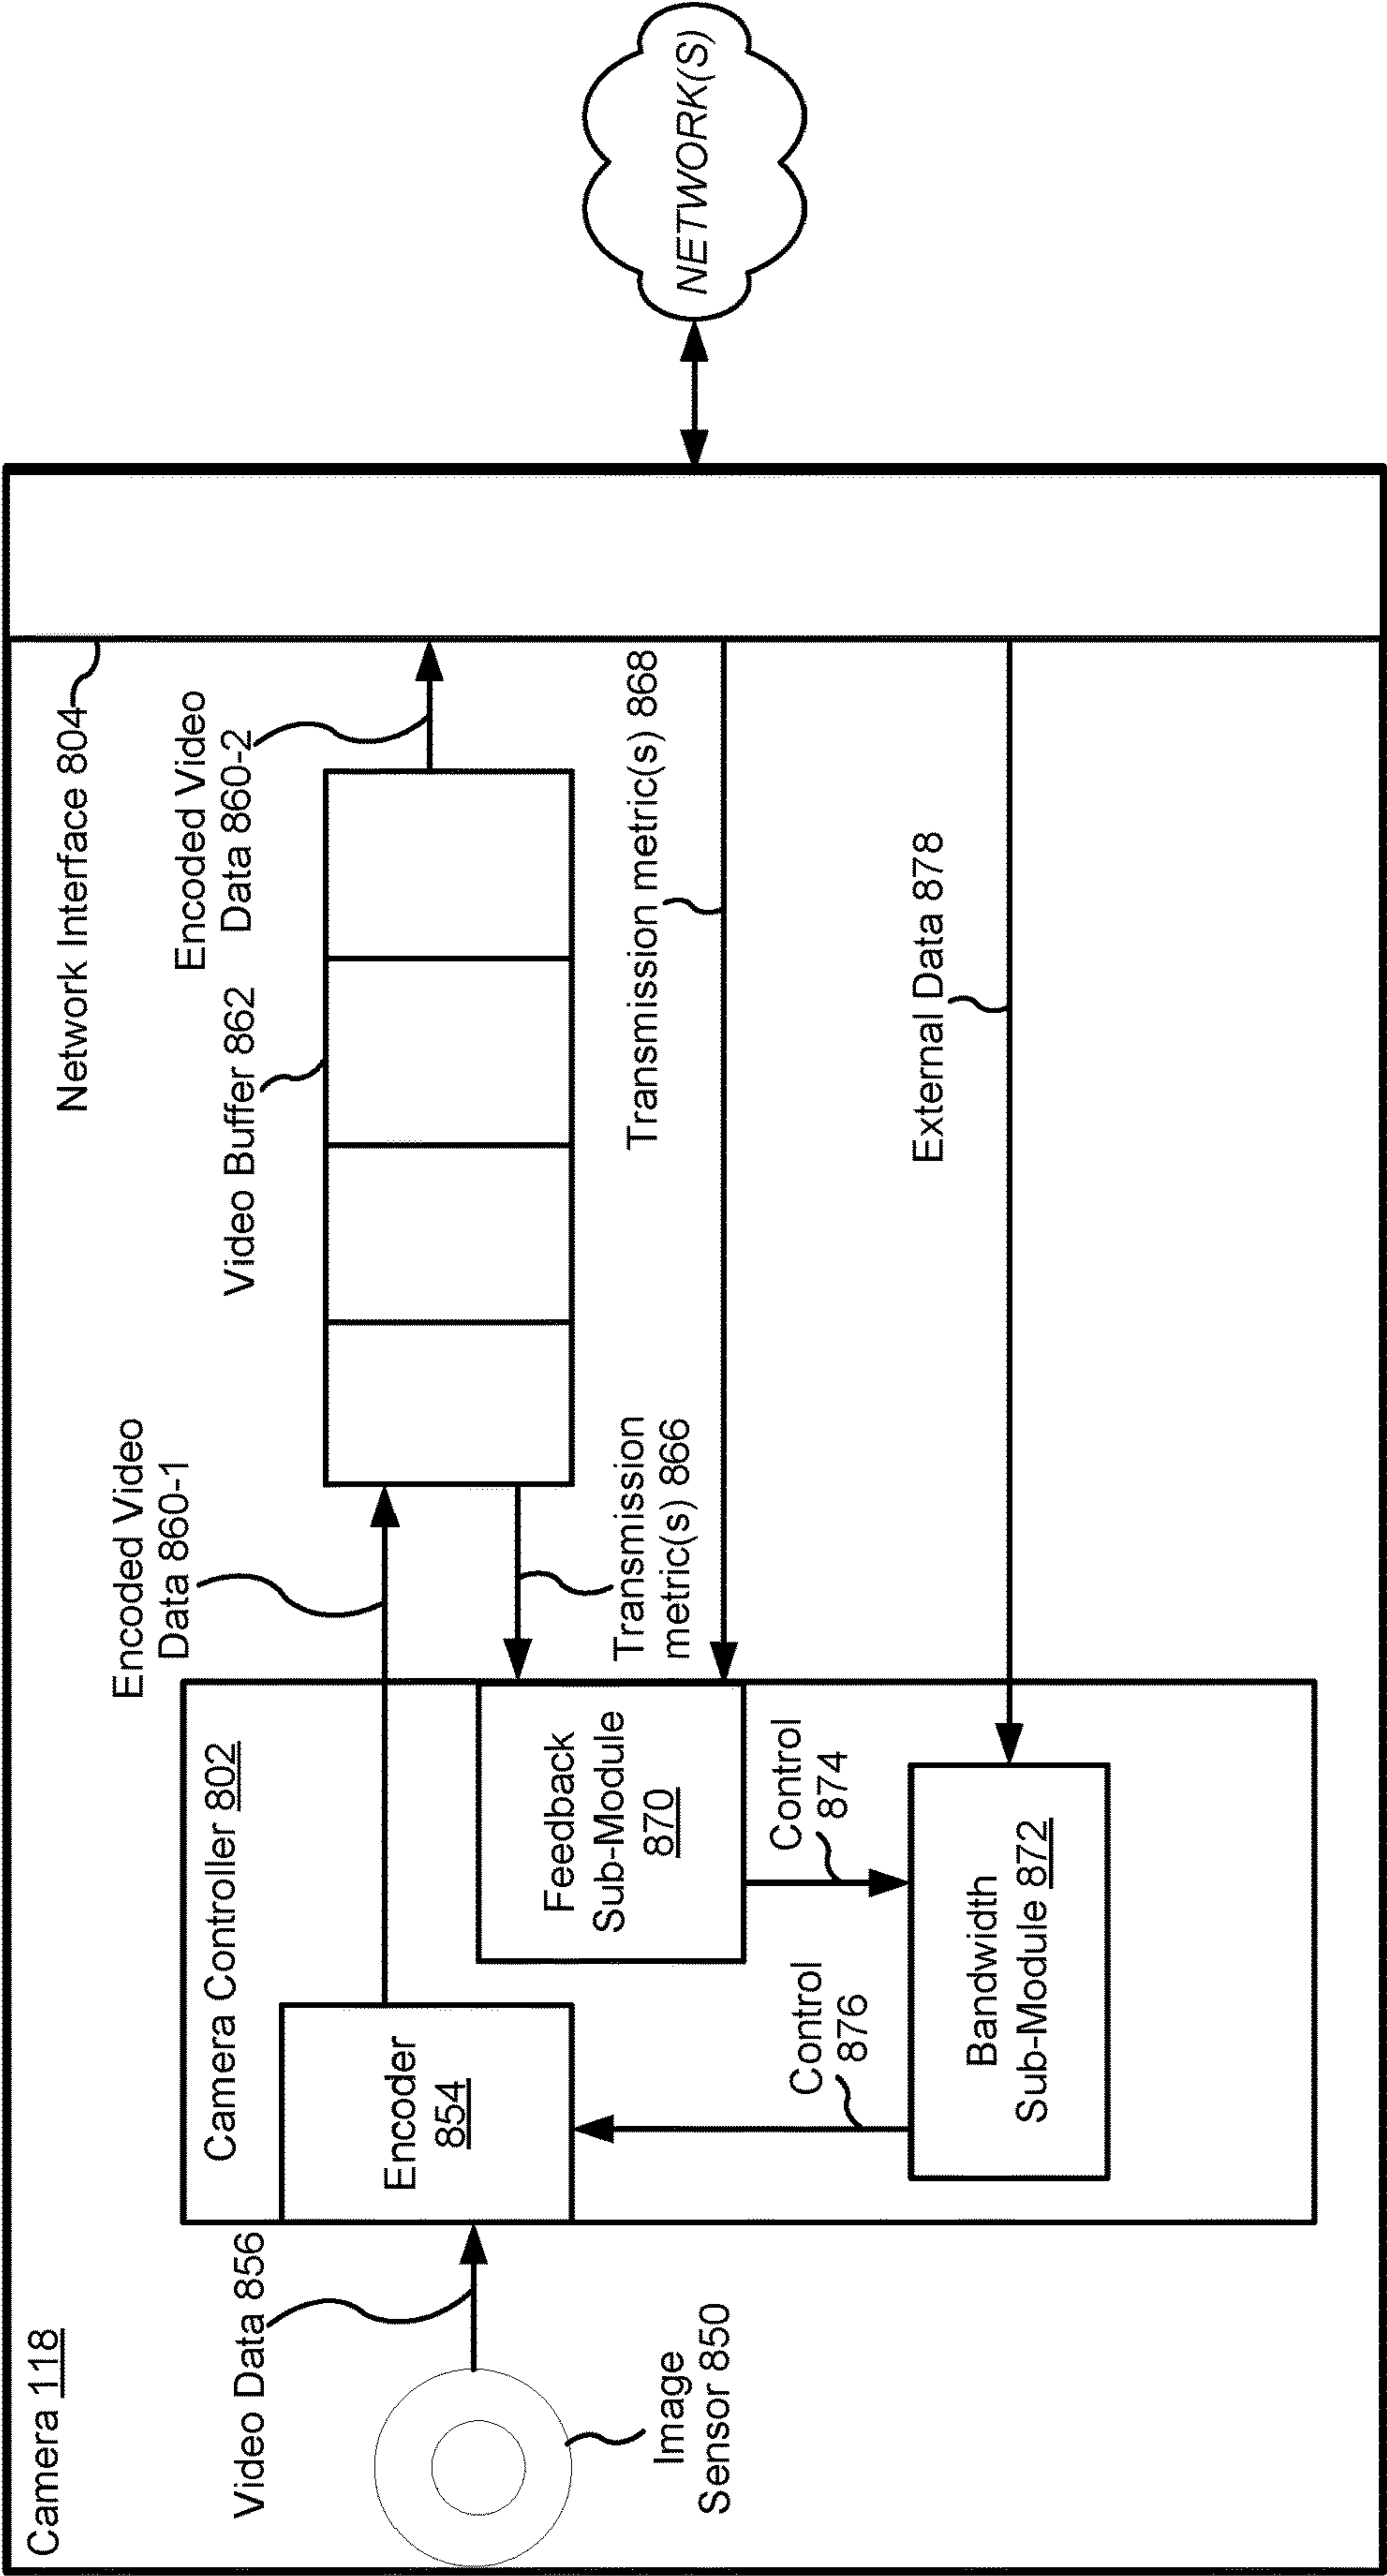 Camera 118
Video Data 856
Image
Sensor 850
Camera Controller 802
Encoder
854
Feedback
Sub-Module
870
Control
874
Control
876
Bandwidth
Sub-Module 872
Encoded Video
Data 860-1
Transmission
metric(s) 866
Video Buffer 862
Encoded Video
Data 860-2
Network Interface 804
Transmission metric(s) 868
External Data 878
NETWORK(S)